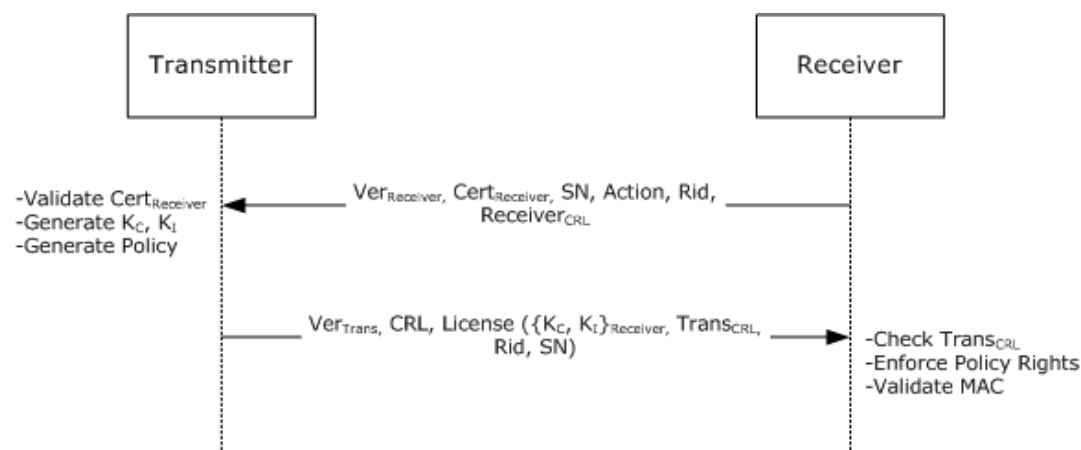 Transmitter
Receiver
-Validate CertReceiver
-Generate KC, KI
-Generate Policy
VerReceiver, CertReceiver, SN, Action, Rid,
ReceiverCRL
VerTrans, CRL, License ({KC, KI}Receiver, TransCRL,
Rid, SN)
-Check TransCRL
-Enforce Policy Rights
-Validate MAC